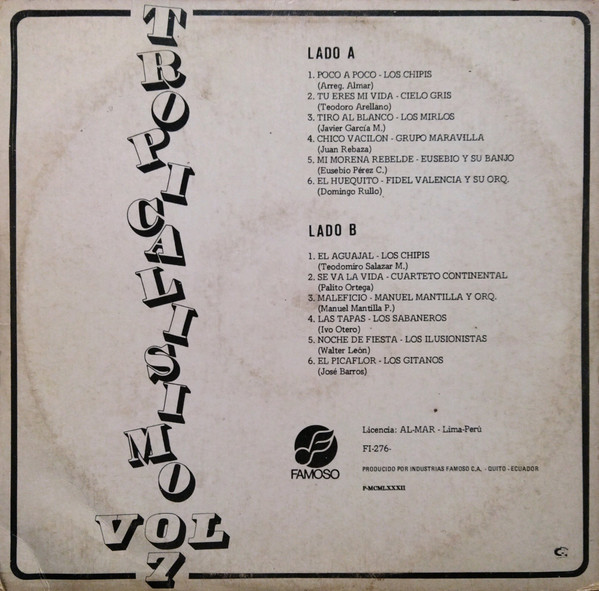 TROPICALISIMO
VOL
7
LADO A
1. POCO A POCO - LOS CHIPIS
(Arreg. Almar)
2. TU ERES MI VIDA - CIELO GRIS
(Teodoro Arellano)
3. TIRO AL BLANCO - LOS MIRLOS
(Javier García M.)
4. CHICO VACILON - GRUPO MARAVILLA
(Juan Rebaza)
5. MI MORENA REBELDE - EUSEBIO Y SU BANJO
(Eusebio Pérez C.)
6. EL HUEQUITO - FIDEL VALENCIA Y SU ORQ.
(Domingo Rullo)
LADO B
1. EL AGUAJAL - LOS CHIPIS
(Teodomiro Salazar M.)
2. SE VA LA VIDA - CUARTETO CONTINENTAL
(Palito Ortega)
3. MALEFICIO - MANUEL MANTILLA Y ORQ.
(Manuel Mantilla P.)
4. LAS TAPAS - LOS SABANEROS
(Ivo Otero)
5. NOCHE DE FIESTA - LOS ILUSIONISTAS
(Walter León)
6. EL PICAFLOR - LOS GITANOS
(José Barros)
FAMOSO
Licencia: AL-MAR - Lima-Perú
FI-276-
PRODUCIDO POR INDUSTRIAS FAMOSO C.A. - QUITO - ECUADOR
P-MCMLXXXII